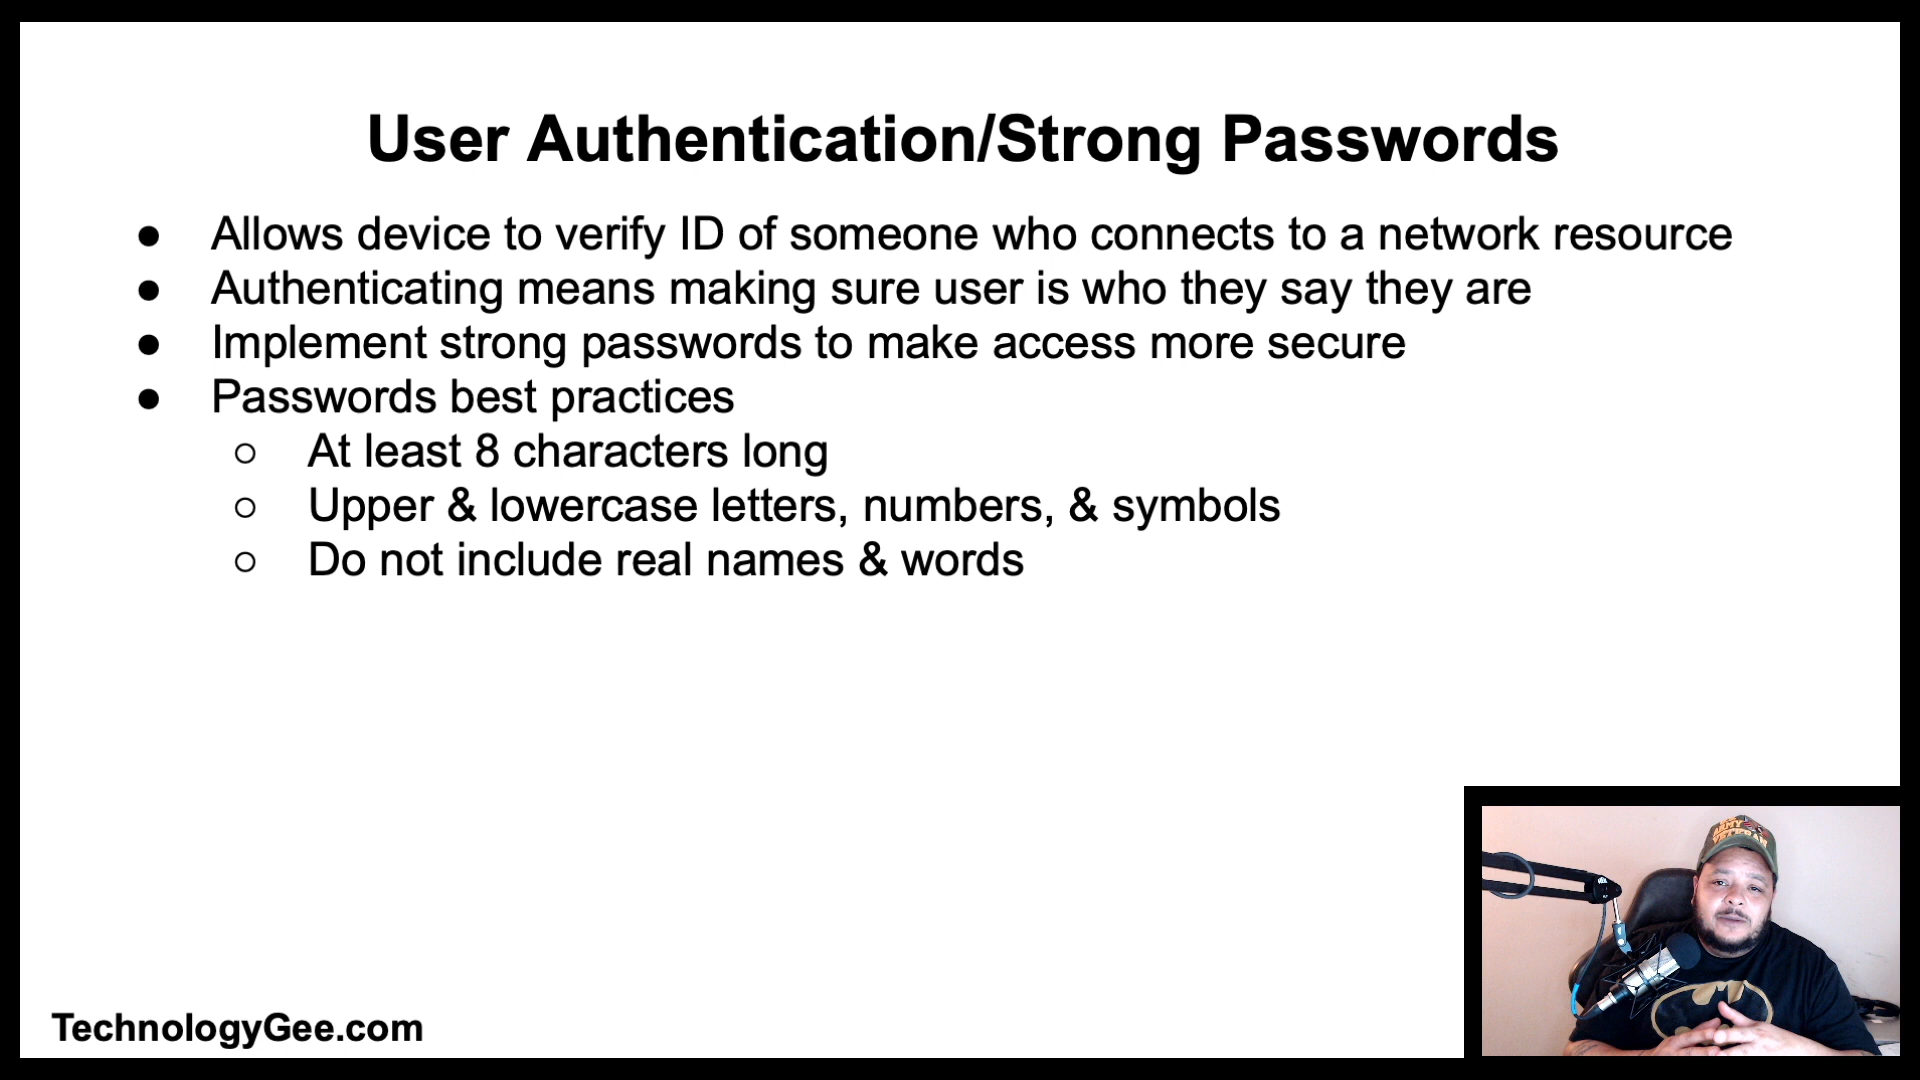 User Authentication/Strong Passwords
● Allows device to verify ID of someone who connects to a network resource
● Authenticating means making sure user is who they say they are
● Implement strong passwords to make access more secure
● Passwords best practices
○ At least 8 characters long
○ Upper & lowercase letters, numbers, & symbols
○ Do not include real names & words
ARMY
VETERAN
TechnologyGee.com